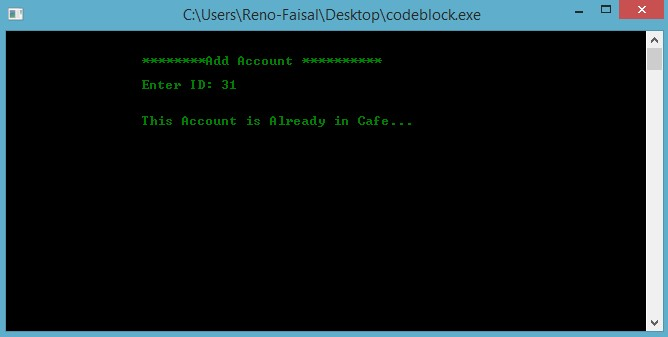 C:\Users\Reno-Faisal\Desktop\codeblock.exe
********Add Account **********
Enter ID: 31
This Account is Already in Cafe...